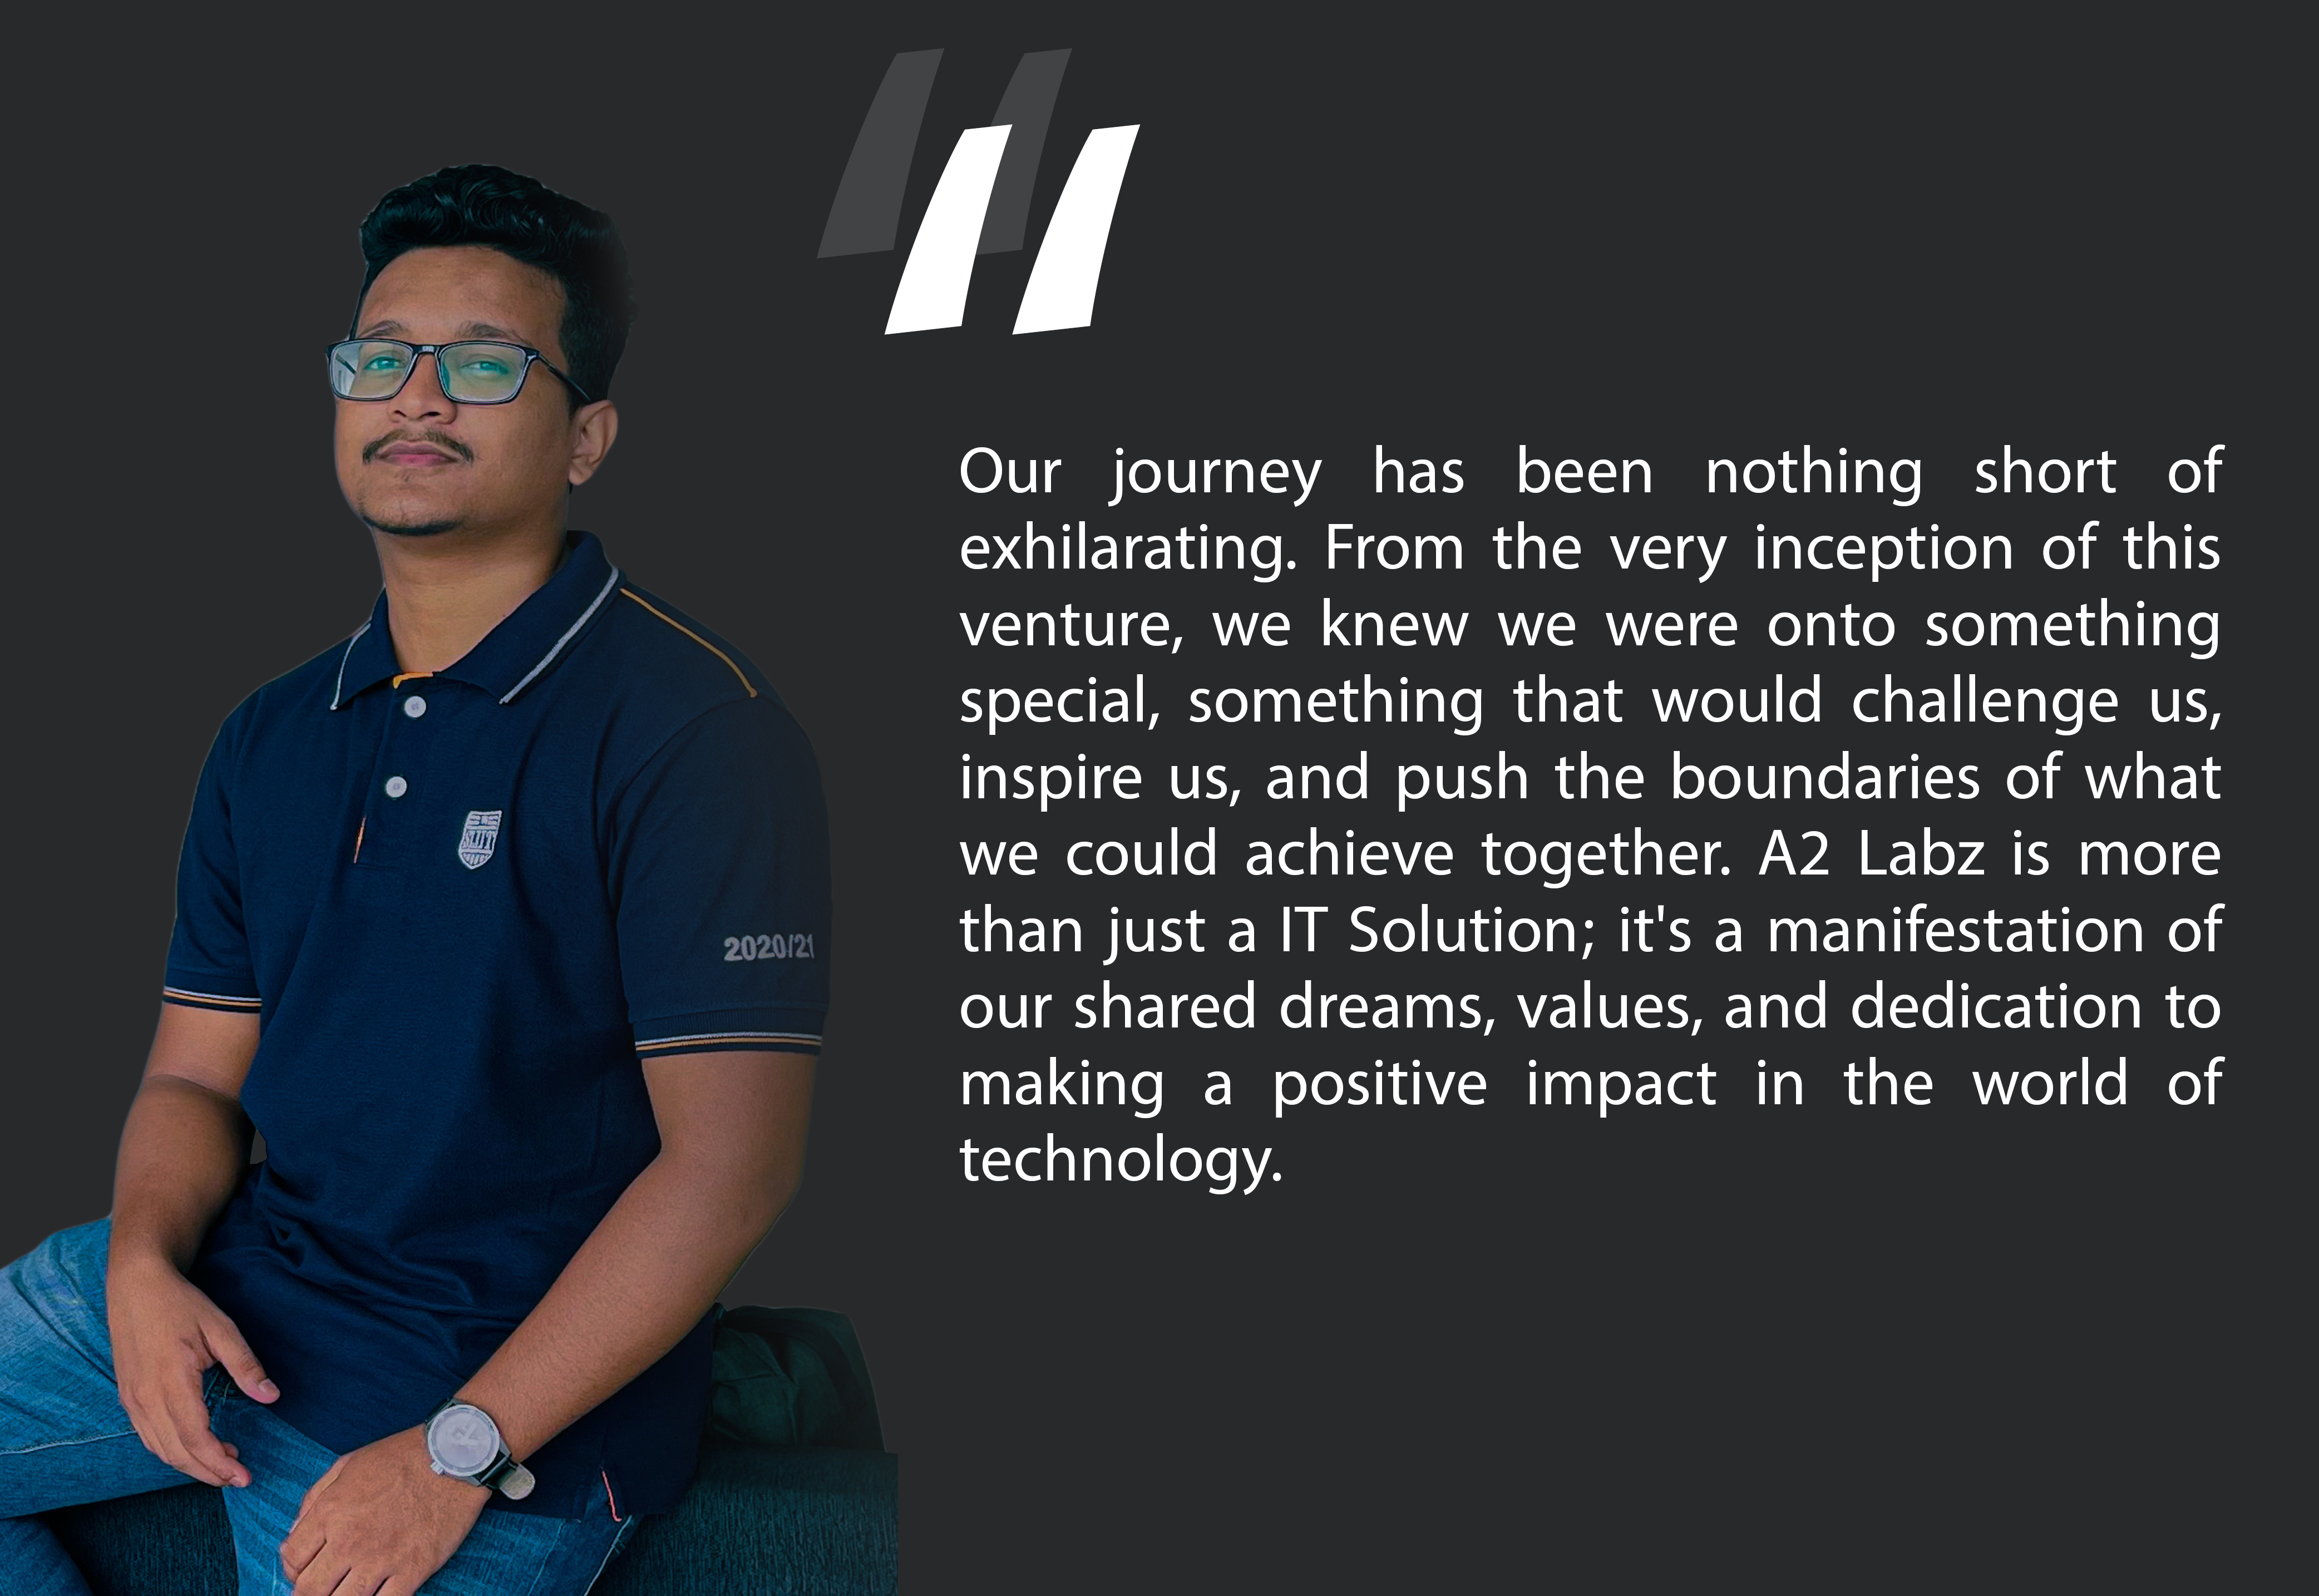 Our journey has been nothing short of
exhilarating. From the very inception of this
venture, we knew we were onto something
special, something that would challenge us,
inspire us, and push the boundaries of what
we could achieve together. A2 Labz is more
than just a IT Solution; it's a manifestation of
our shared dreams, values, and dedication to
making a positive impact in the world of
technology.
SLIIT
2020/21